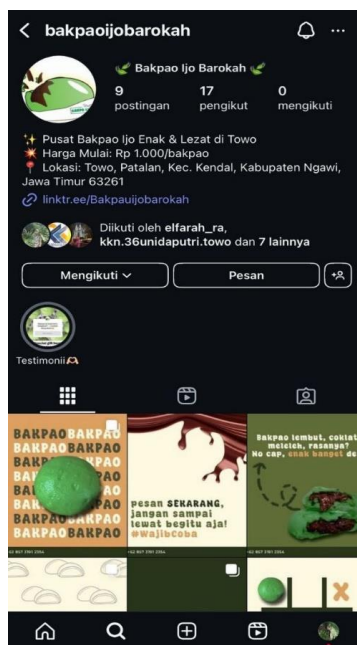 bakpaoijobarokah
Bakpao Ijo Barokah
9 17 0
postingan pengikut mengikuti
Pusat Bakpao Ijo Enak & Lezat di Towo
Harga Mulai: Rp 1.000/bakpao
Lokasi: Towo, Patalan, Kec. Kendal, Kabupaten Ngawi,
Jawa Timur 63261
linktr.ee/Bakpauijobarokah
Diikuti oleh elfarah_ra,
kkn.36unidaputri.towo dan 7 lainnya
Mengikuti Pesan
Testimonii
BAKPAO BAKPAO
BAKPAO BAKPAO
BAKPAO
BAKPAO
BAKPAO BAKPAO
pesan SEKARANG,
jangan sampai
lewat begitu aja!
#WajibCoba
Bakpao lembut, coklat
meleleh, rasanya?
No cap, enak banget de